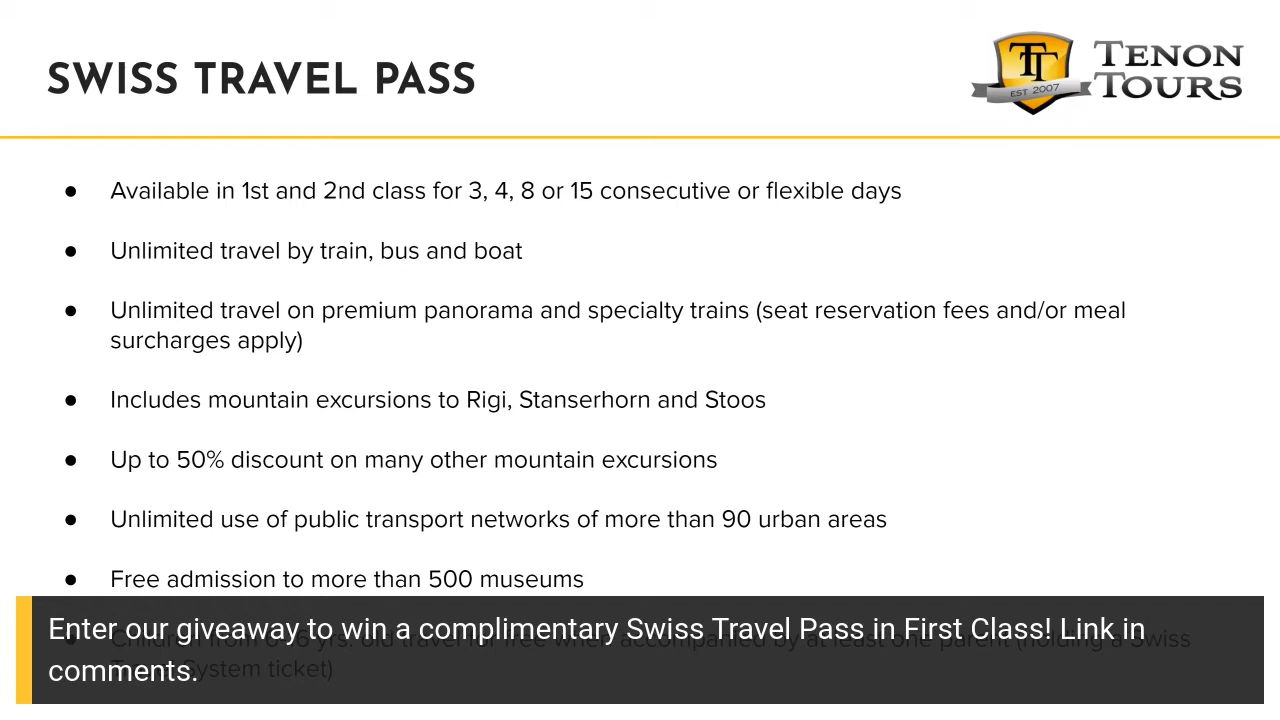 SWISS TRAVEL PASS
TT
EST 2007
TENON
TOURS
● Available in 1st and 2nd class for 3, 4, 8 or 15 consecutive or flexible days
● Unlimited travel by train, bus and boat
● Unlimited travel on premium panorama and specialty trains (seat reservation fees and/or meal
surcharges apply)
● Includes mountain excursions to Rigi, Stanserhorn and Stoos
● Up to 50% discount on many other mountain excursions
● Unlimited use of public transport networks of more than 90 urban areas
● Free admission to more than 500 museums
Enter our giveaway to win a complimentary Swiss Travel Pass in First Class! Link in
comments.